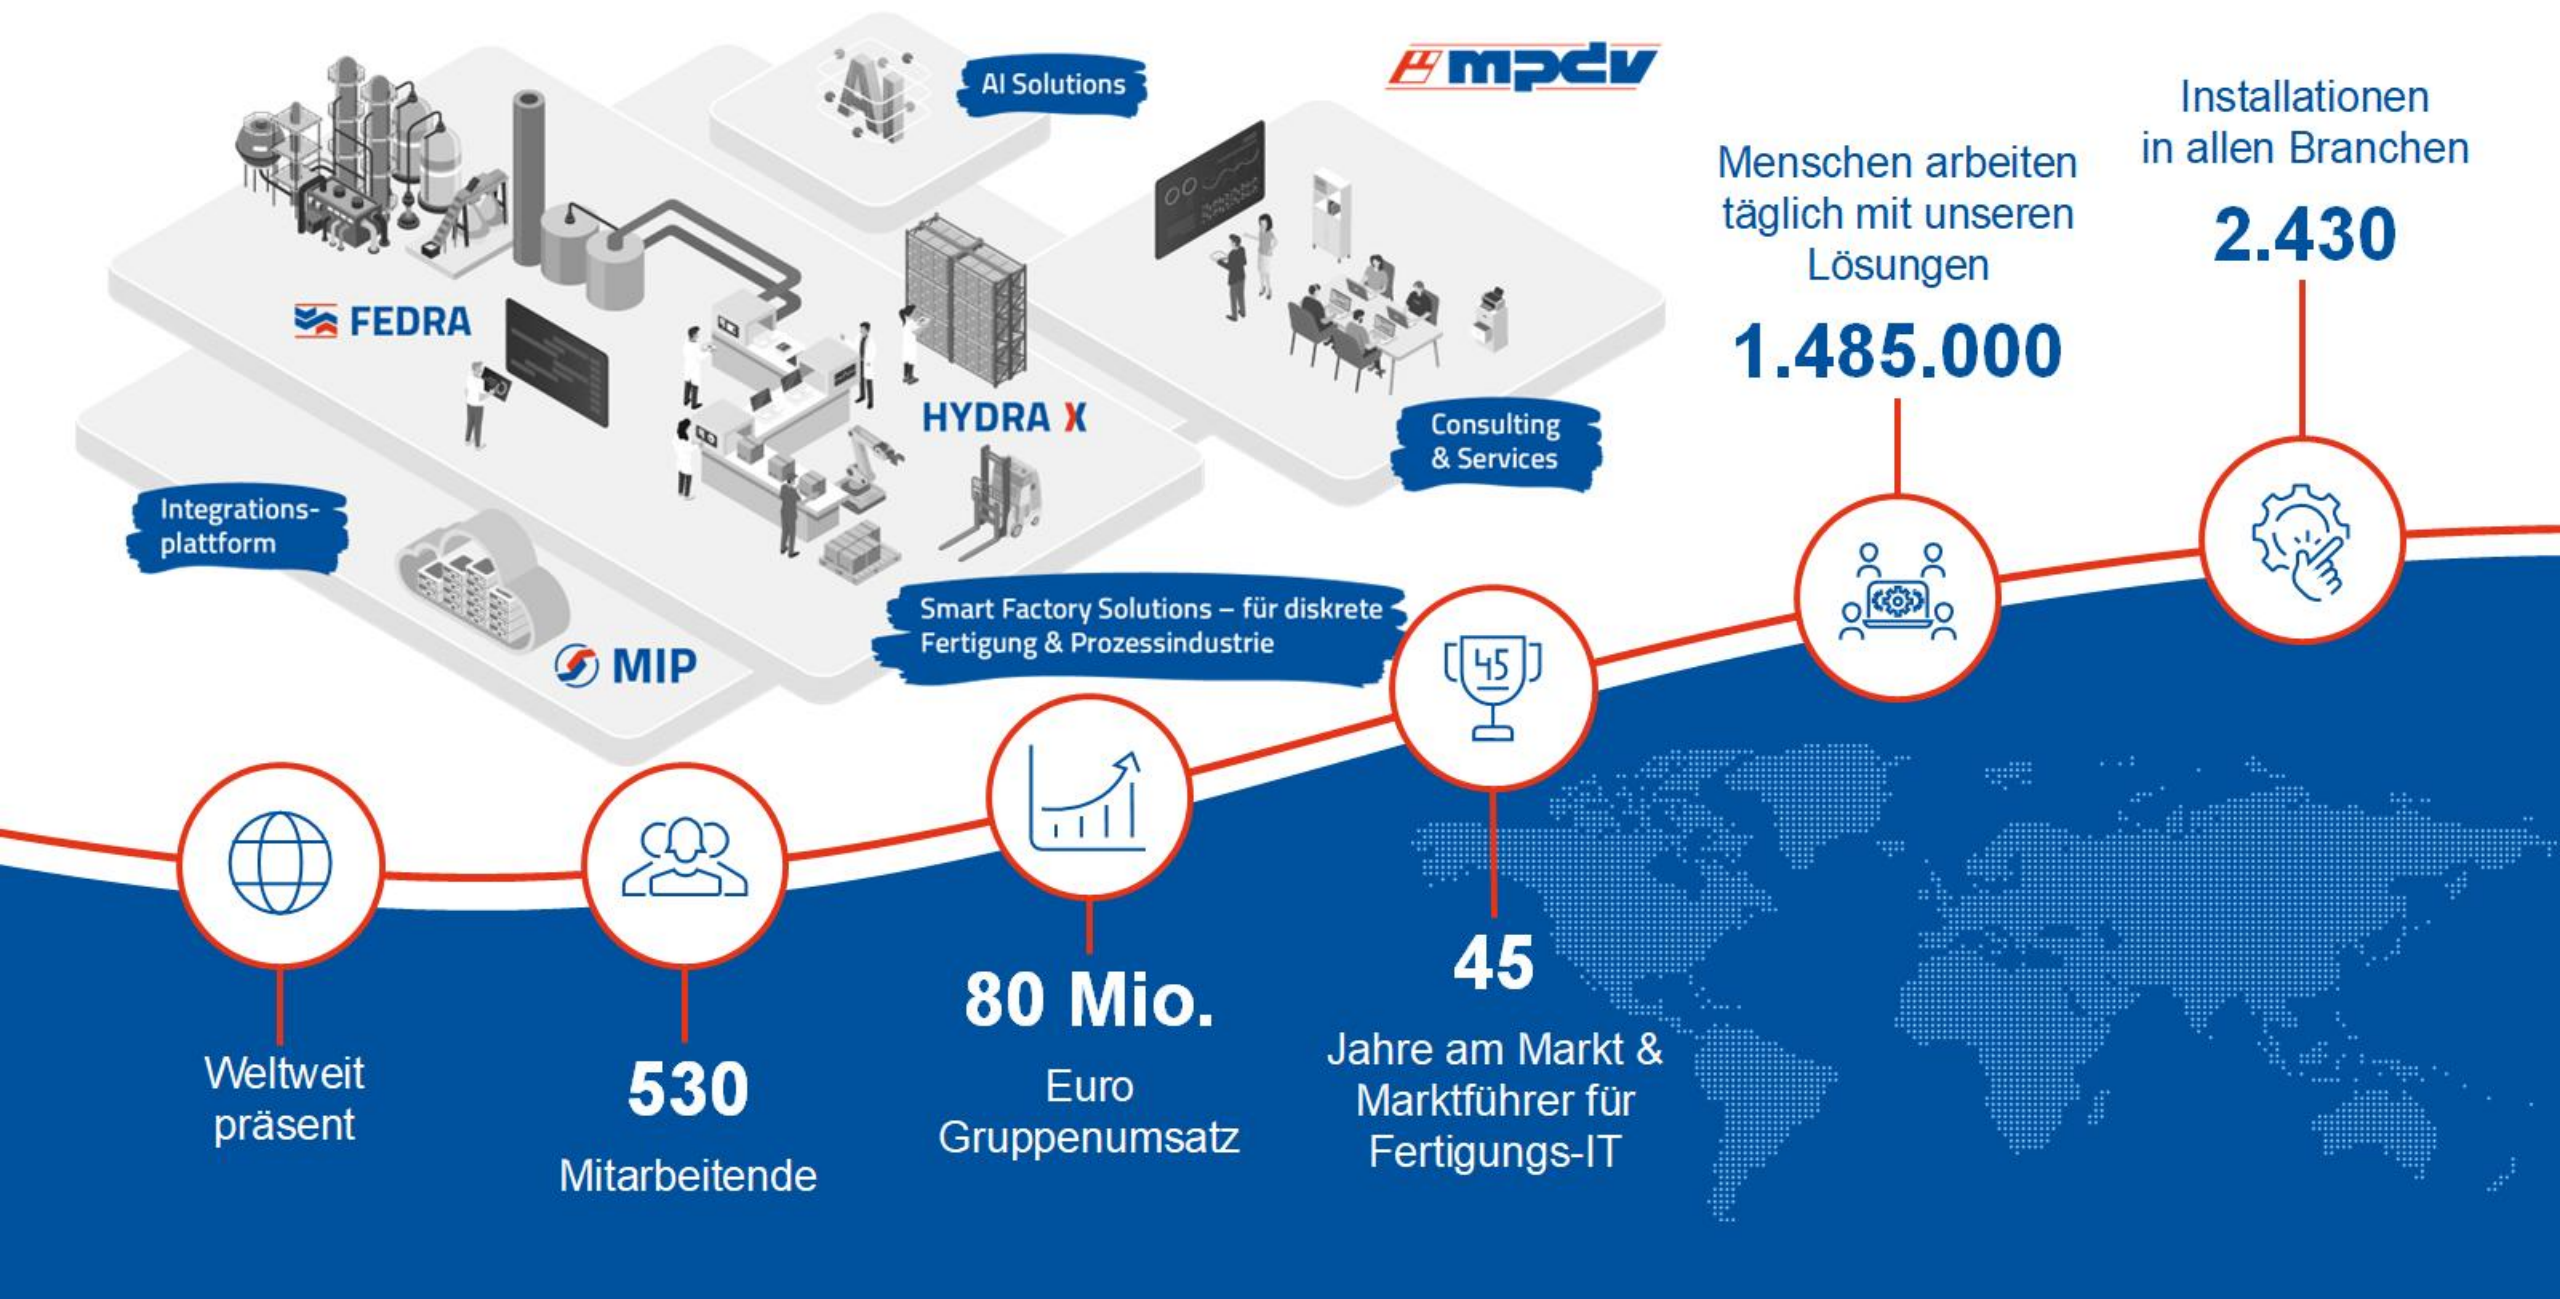 AI Solutions
mpdv
FEDRA
HYDRA X
Consulting
& Services
Integrations-
plattform
MIP
Smart Factory Solutions – für diskrete
Fertigung & Prozessindustrie
Weltweit
präsent
530
Mitarbeitende
80 Mio.
Euro
Gruppenumsatz
45
45
Jahre am Markt &
Marktführer für
Fertigungs-IT
Menschen arbeiten
täglich mit unseren
Lösungen
1.485.000
Installationen
in allen Branchen
2.430
AI